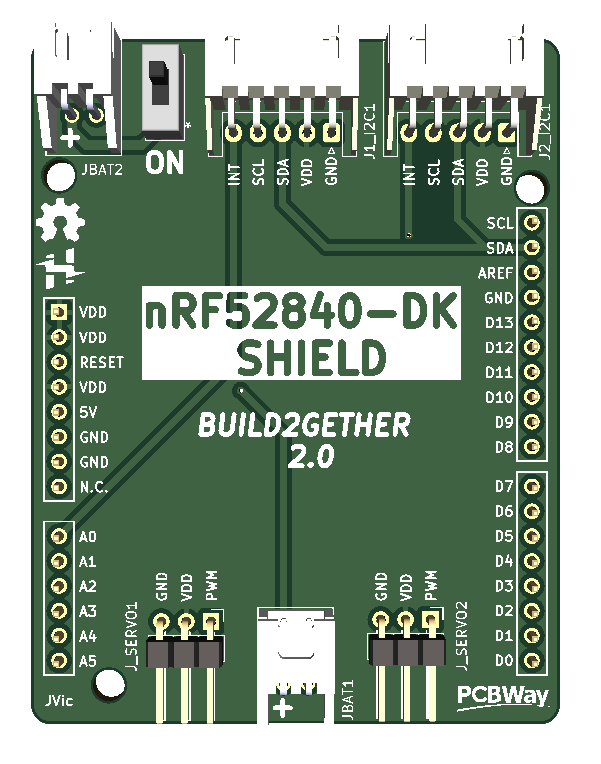 +
JBAT2
ON
*
INT SCL SDA VDD GND
J1_I2C1
INT SCL SDA VDD GND
J2_I2C1
SCL
SDA
AREF
GND
D13
D12
D11
D10
D9
D8
VDD
VDD
RESET
VDD
5V
GND
GND
N.C.
nRF52840-DK
SHIELD
BUILD2GETHER
2.0
D7
D6
D5
D4
D3
D2
D1
D0
A0
A1
A2
A3
A4
A5
J_SERVO1
GND VDD PWM
JBAT1
+
GND VDD PWM
J_SERVO2
JVic
PCBWay